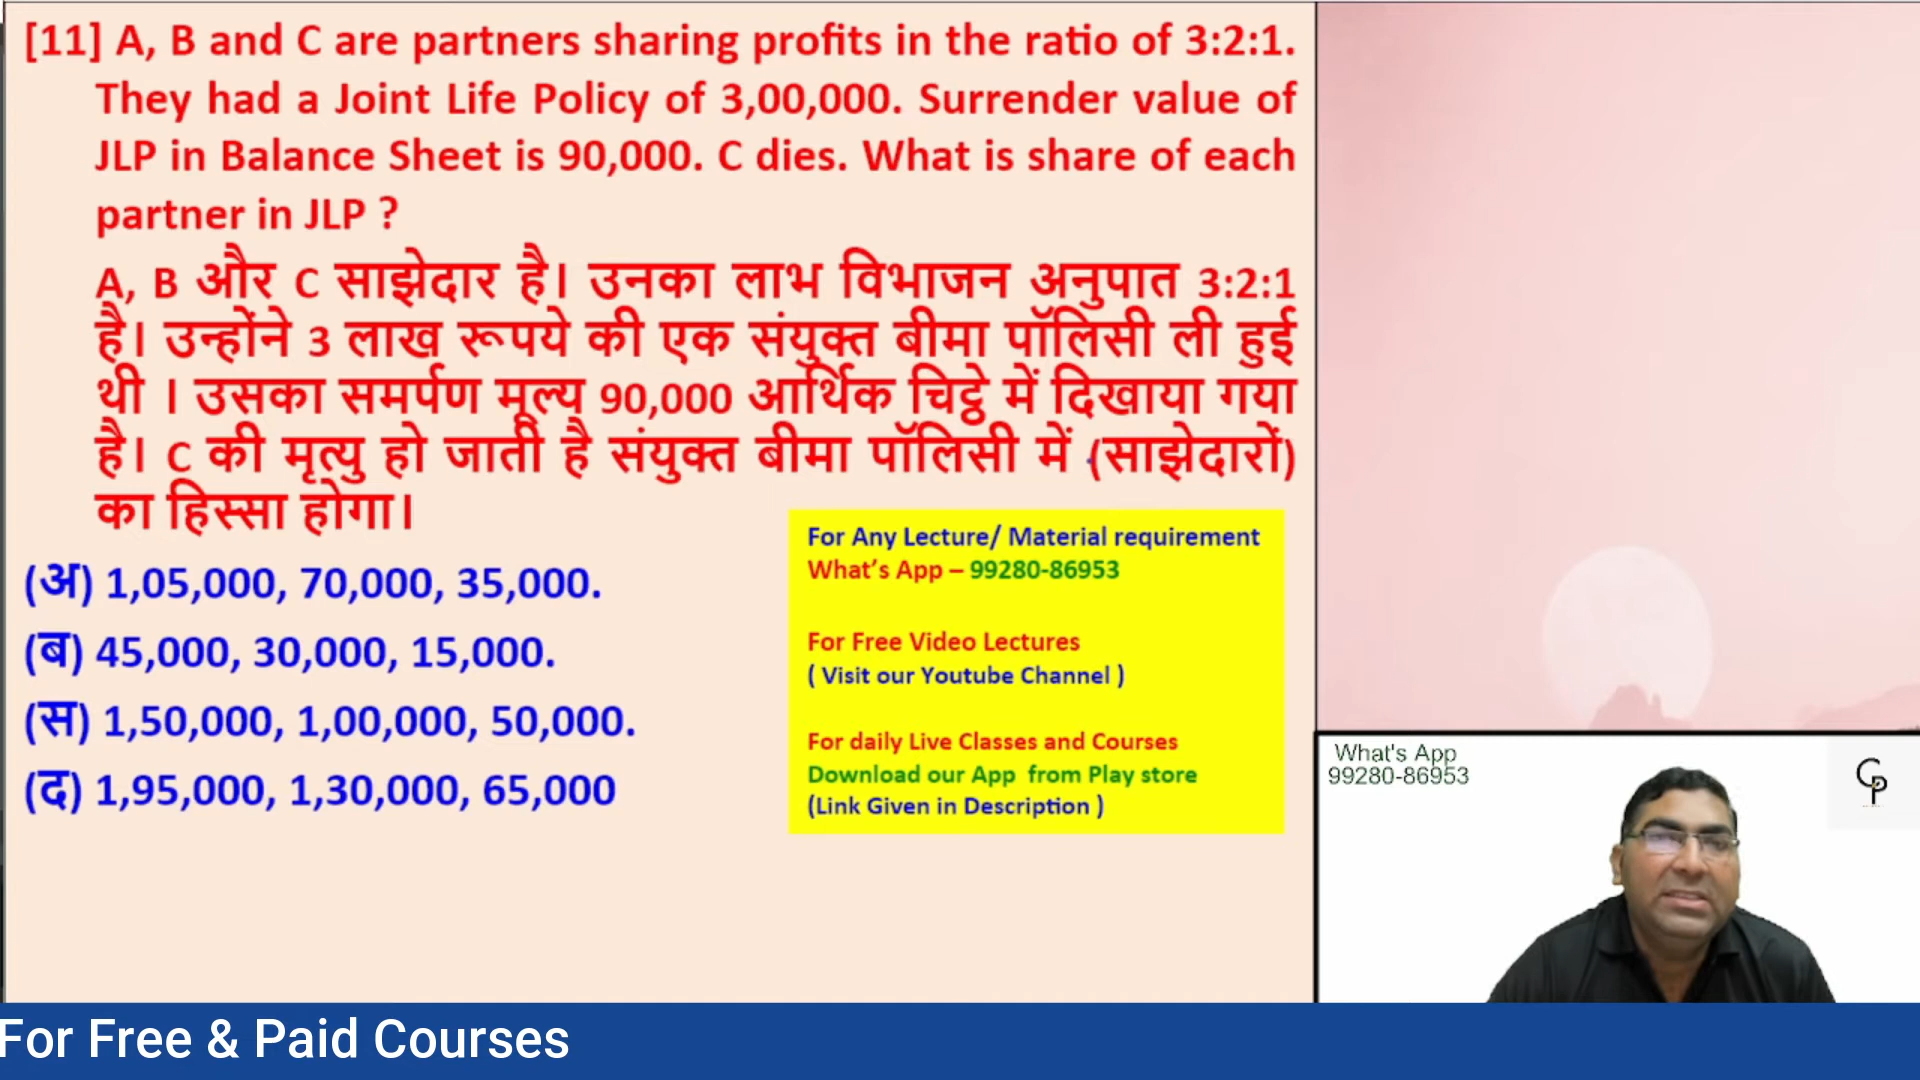 [11] A, B and C are partners sharing profits in the ratio of 3:2:1.
They had a Joint Life Policy of 3,00,000. Surrender value of
JLP in Balance Sheet is 90,000. C dies. What is share of each
partner in JLP ?
A, B और C साझेदार है। उनका लाभ विभाजन अनुपात 3:2:1
है। उन्होंने 3 लाख रूपये की एक संयुक्त बीमा पॉलिसी ली हुई
थी । उसका समर्पण मूल्य 90,000 आर्थिक चिट्ठे में दिखाया गया
है। C की मृत्यु हो जाती है संयुक्त बीमा पॉलिसी में (साझेदारों)
का हिस्सा होगा।
(अ) 1,05,000, 70,000, 35,000.
(ब) 45,000, 30,000, 15,000.
(स) 1,50,000, 1,00,000, 50,000.
(द) 1,95,000, 1,30,000, 65,000
For Any Lecture/ Material requirement
What's App – 99280-86953
For Free Video Lectures
( Visit our Youtube Channel )
For daily Live Classes and Courses
Download our App from Play store
(Link Given in Description )
What's App
99280-86953
CP
For Free & Paid Courses